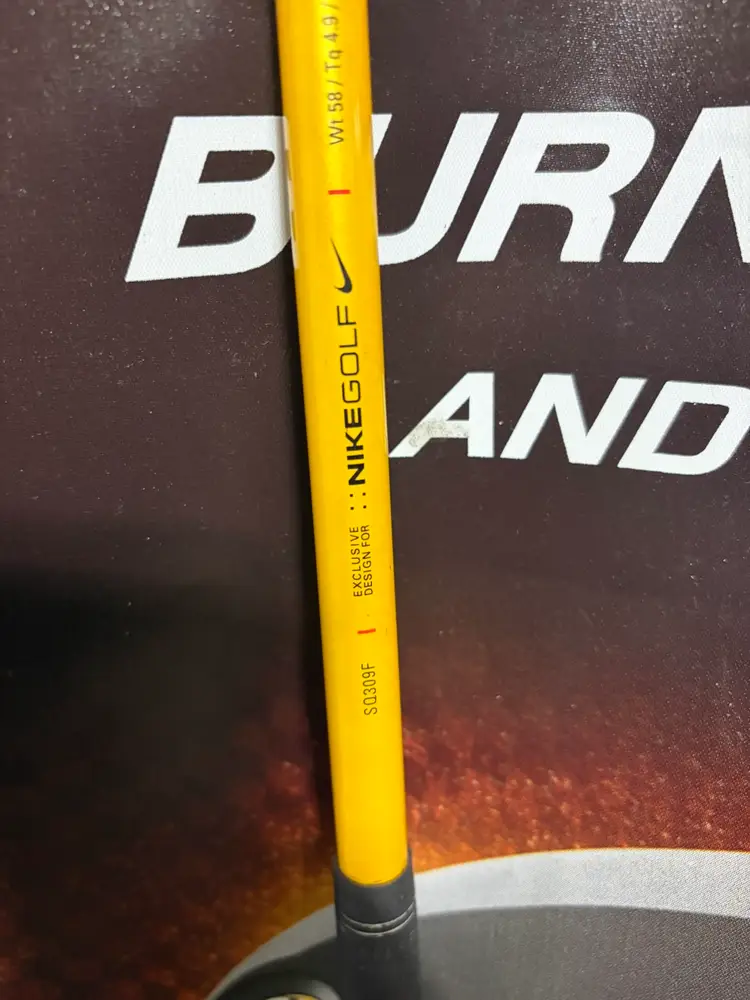 Wt 58 / Tq 4.9 /
NIKEGOLF
EXCLUSIVE
DESIGN FOR
SQ309F
BURN
AND